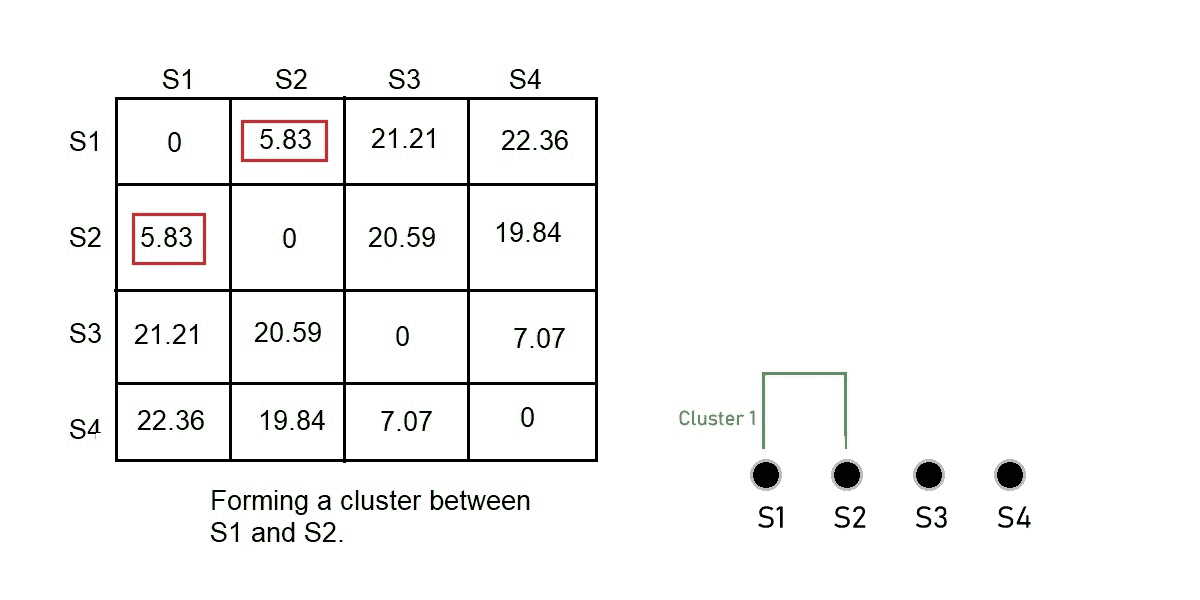 S1 S2 S3 S4
S1 0 5.83 21.21 22.36
S2 5.83 0 20.59 19.84
S3 21.21 20.59 0 7.07
S4 22.36 19.84 7.07 0
Forming a cluster between
S1 and S2.
Cluster 1
S1 S2 S3 S4